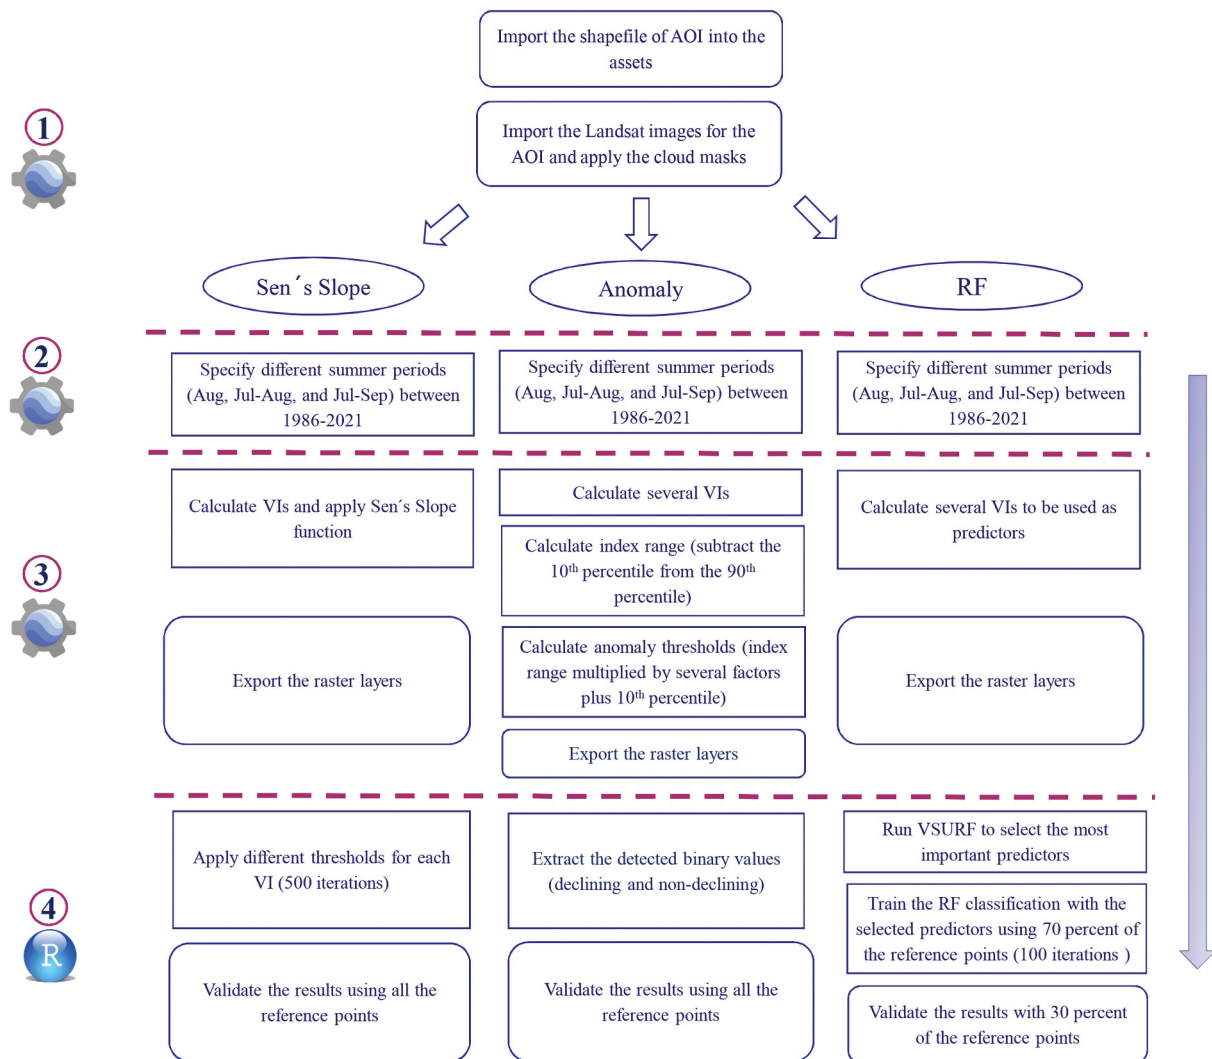 Import the shapefile of AOI into the
assets
1
Import the Landsat images for the
AOI and apply the cloud masks
Sen´s Slope
Anomaly
RF
2
Specify different summer periods
(Aug, Jul-Aug, and Jul-Sep) between
1986-2021
Specify different summer periods
(Aug, Jul-Aug, and Jul-Sep) between
1986-2021
Specify different summer periods
(Aug, Jul-Aug, and Jul-Sep) between
1986-2021
3
Calculate VIs and apply Sen´s Slope
function
Export the raster layers
Calculate several VIs
Calculate index range (subtract the
10th percentile from the 90th
percentile)
Calculate anomaly thresholds (index
range multiplied by several factors
plus 10th percentile)
Export the raster layers
Calculate several VIs to be used as
predictors
Export the raster layers
4
R
Apply different thresholds for each
VI (500 iterations)
Validate the results using all the
reference points
Extract the detected binary values
(declining and non-declining)
Validate the results using all the
reference points
Run VSURF to select the most
important predictors
Train the RF classification with the
selected predictors using 70 percent of
the reference points (100 iterations )
Validate the results with 30 percent
of the reference points